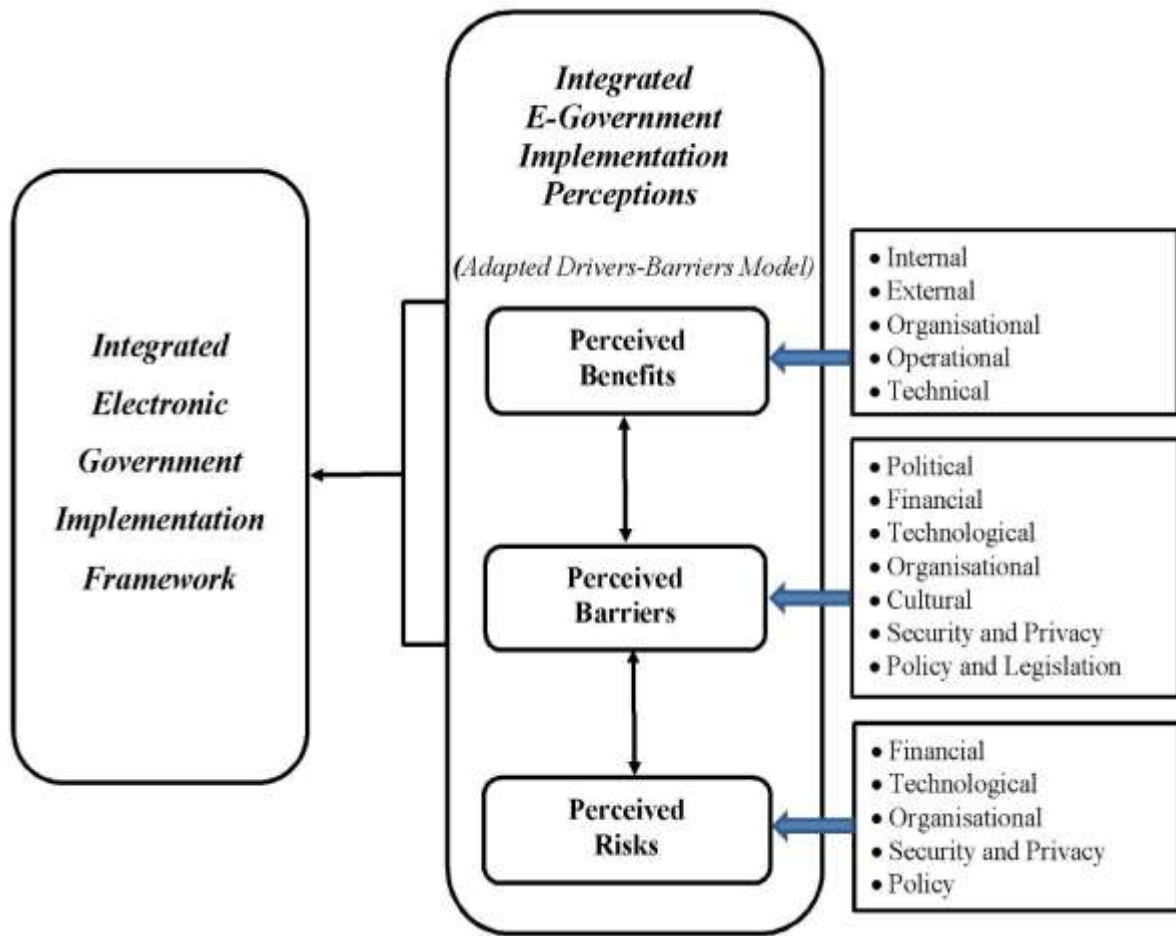 Integrated
Electronic
Government
Implementation
Framework
Integrated
E-Government
Implementation
Perceptions
(Adapted Drivers-Barriers Model)
Perceived
Benefits
Perceived
Barriers
Perceived
Risks
• Internal
• External
• Organisational
• Operational
• Technical
• Political
• Financial
• Technological
• Organisational
• Cultural
• Security and Privacy
• Policy and Legislation
• Financial
• Technological
• Organisational
• Security and Privacy
• Policy